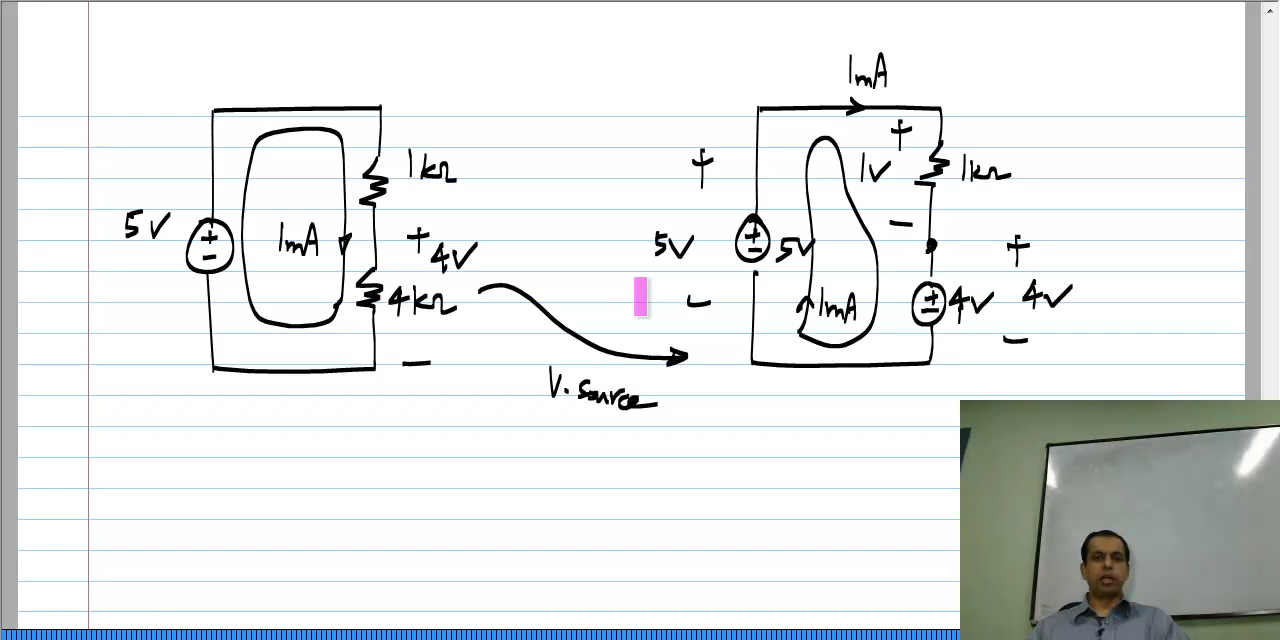 5V
+
-
1mA
1kΩ
+
4V
4kΩ
-
V. source
1mA
+
5V
-
+
-
5V
1mA
+
1V
-
1kΩ
+
-
4V
+
4V
-